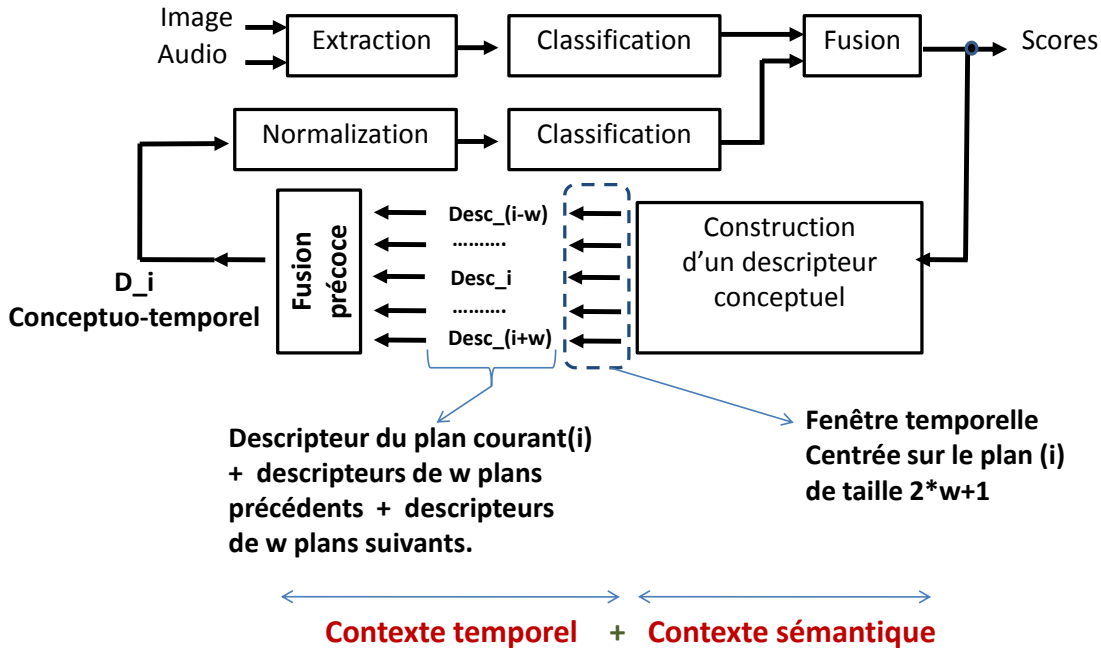 Image
Audio
Extraction
Classification
Fusion
Scores
Normalization
Classification
Fusion
précoce
Desc_(i-w)
..........
Desc_i
..........
Desc_(i+w)
Construction
d'un descripteur
conceptuel
D_i
Conceptuo-temporel
Descripteur du plan courant(i)
+ descripteurs de w plans
précédents + descripteurs
de w plans suivants.
Fenêtre temporelle
Centrée sur le plan (i)
de taille 2*w+1
Contexte temporel + Contexte sémantique